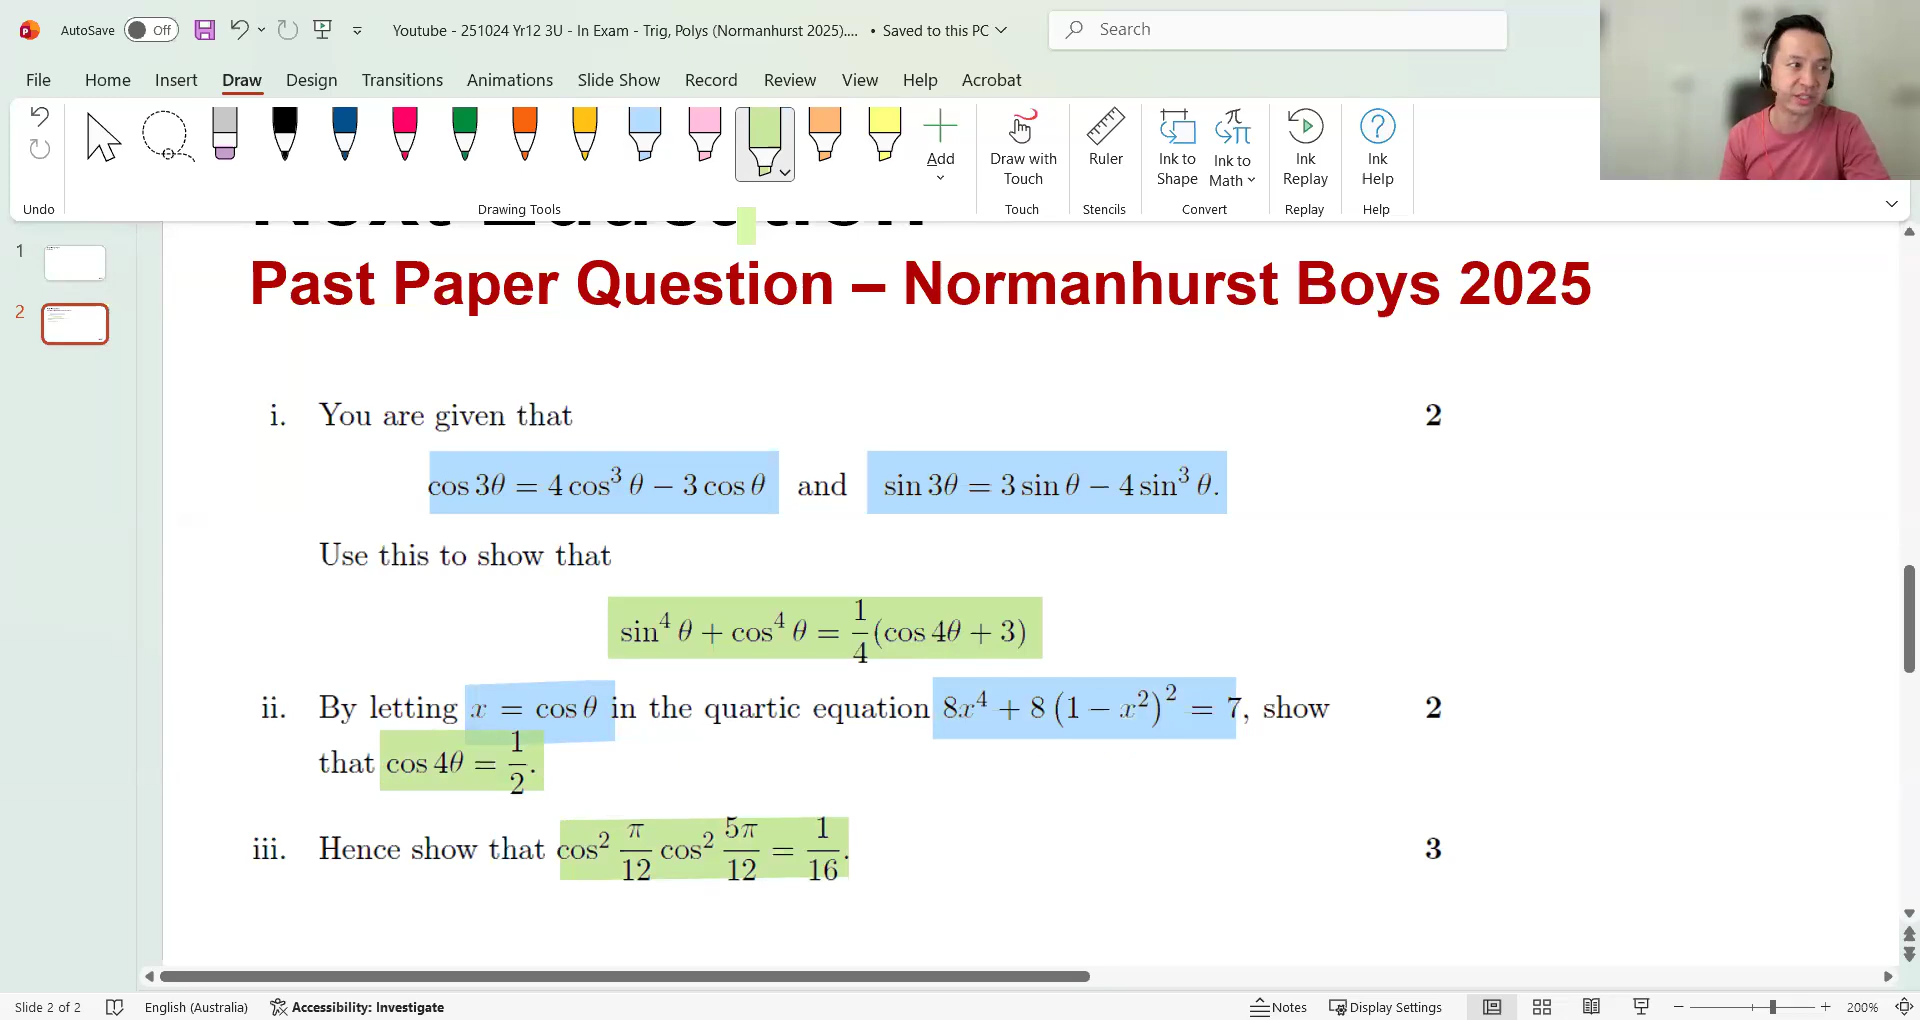 AutoSave Off Youtube - 251024 Yr12 3U - In Exam - Trig, Polys (Normanhurst 2025).... • Saved to this PC Search
File Home Insert Draw Design Transitions Animations Slide Show Record Review View Help Acrobat
Add Draw with Touch Ruler Ink to Shape Ink to Math Ink Replay Ink Help
Undo Drawing Tools Touch Stencils Convert Replay Help
1
2
Past Paper Question – Normanhurst Boys 2025
i. You are given that 2
cos 3θ = 4 cos³ θ − 3 cos θ and sin 3θ = 3 sin θ − 4 sin³ θ.
Use this to show that
sin⁴ θ + cos⁴ θ = 1/4 (cos 4θ + 3)
ii. By letting x = cos θ in the quartic equation 8x⁴ + 8 (1 − x²)² = 7, show 2
that cos 4θ = 1/2.
iii. Hence show that cos² π/12 cos² 5π/12 = 1/16. 3
Slide 2 of 2 English (Australia) Accessibility: Investigate Notes Display Settings 200%